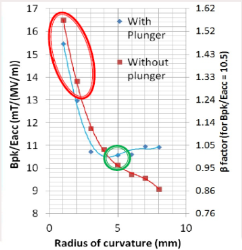 17
16
15
14
13
12
11
10
9
8
Bpk/Eacc (mT/(MV/m))
With
Plunger
Without
plunger
1.62
1.52
1.43
1.33
1.24
1.14
1.05
0.95
0.86
0.76
β factor (for Bpk/Eacc = 10.5)
0 5 10
Radius of curvature (mm)